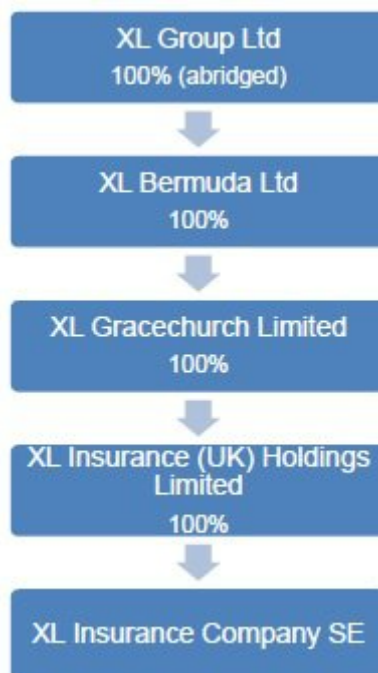 XL Group Ltd
100% (abridged)
XL Bermuda Ltd
100%
XL Gracechurch Limited
100%
XL Insurance (UK) Holdings
Limited
100%
XL Insurance Company SE